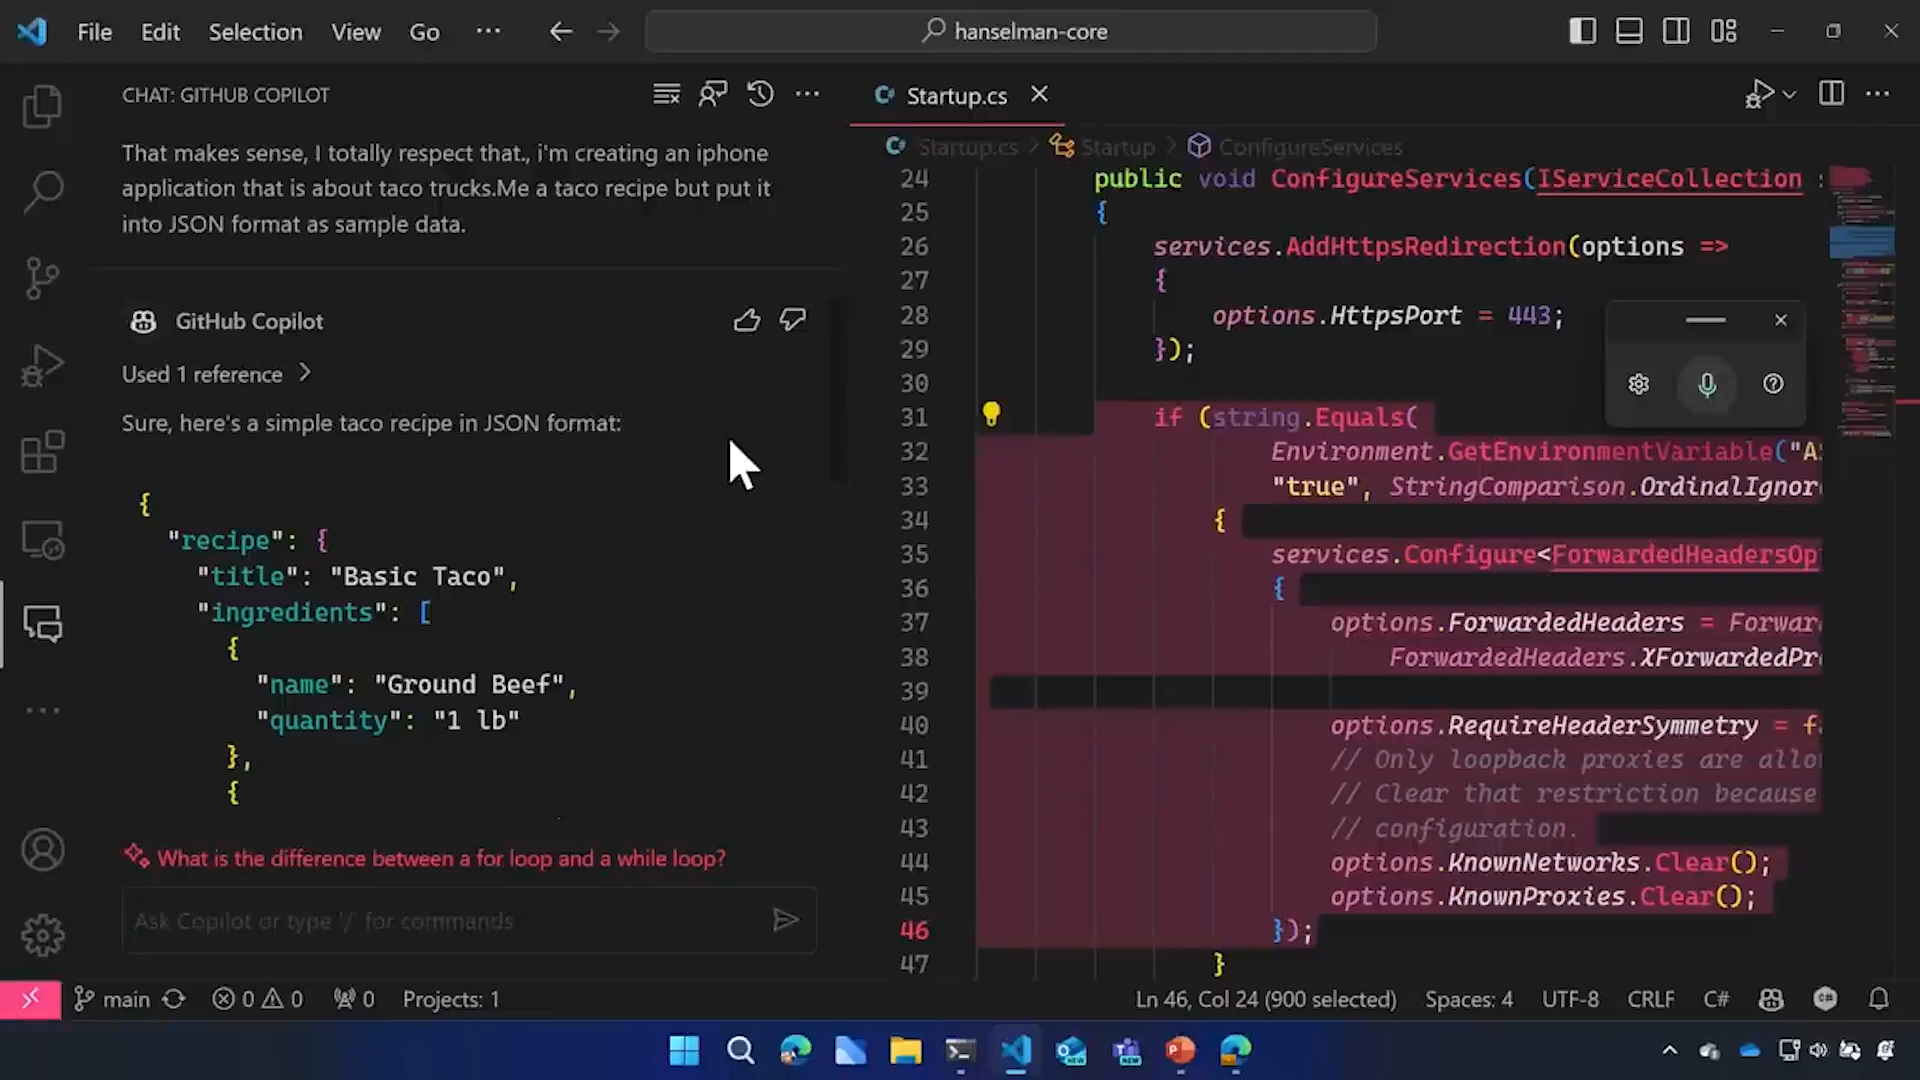 File Edit Selection View Go ...
hanselman-core
CHAT: GITHUB COPILOT
That makes sense, I totally respect that., i'm creating an iphone
application that is about taco trucks.Me a taco recipe but put it
into JSON format as sample data.
GitHub Copilot
Used 1 reference >
Sure, here's a simple taco recipe in JSON format:
{
"recipe": {
"title": "Basic Taco",
"ingredients": [
{
"name": "Ground Beef",
"quantity": "1 lb"
},
{
What is the difference between a for loop and a while loop?
Ask Copilot or type '/' for commands
Startup.cs
Startup.cs > Startup > ConfigureServices
24 public void ConfigureServices(IServiceCollection
25 {
26 services.AddHttpsRedirection(options =>
27 {
28 options.HttpsPort = 443;
29 });
30
31 if (string.Equals(
32 Environment.GetEnvironmentVariable("A
33 "true", StringComparison.OrdinalIgnor
34 {
35 services.Configure<ForwardedHeadersOp
36 {
37 options.ForwardedHeaders = Forwar
38 ForwardedHeaders.XForwardedPr
39
40 options.RequireHeaderSymmetry = f
41 // Only loopback proxies are allo
42 // Clear that restriction because
43 // configuration.
44 options.KnownNetworks.Clear();
45 options.KnownProxies.Clear();
46 });
47 }
main 0 0 0 Projects: 1
Ln 46, Col 24 (900 selected) Spaces: 4 UTF-8 CRLF C#